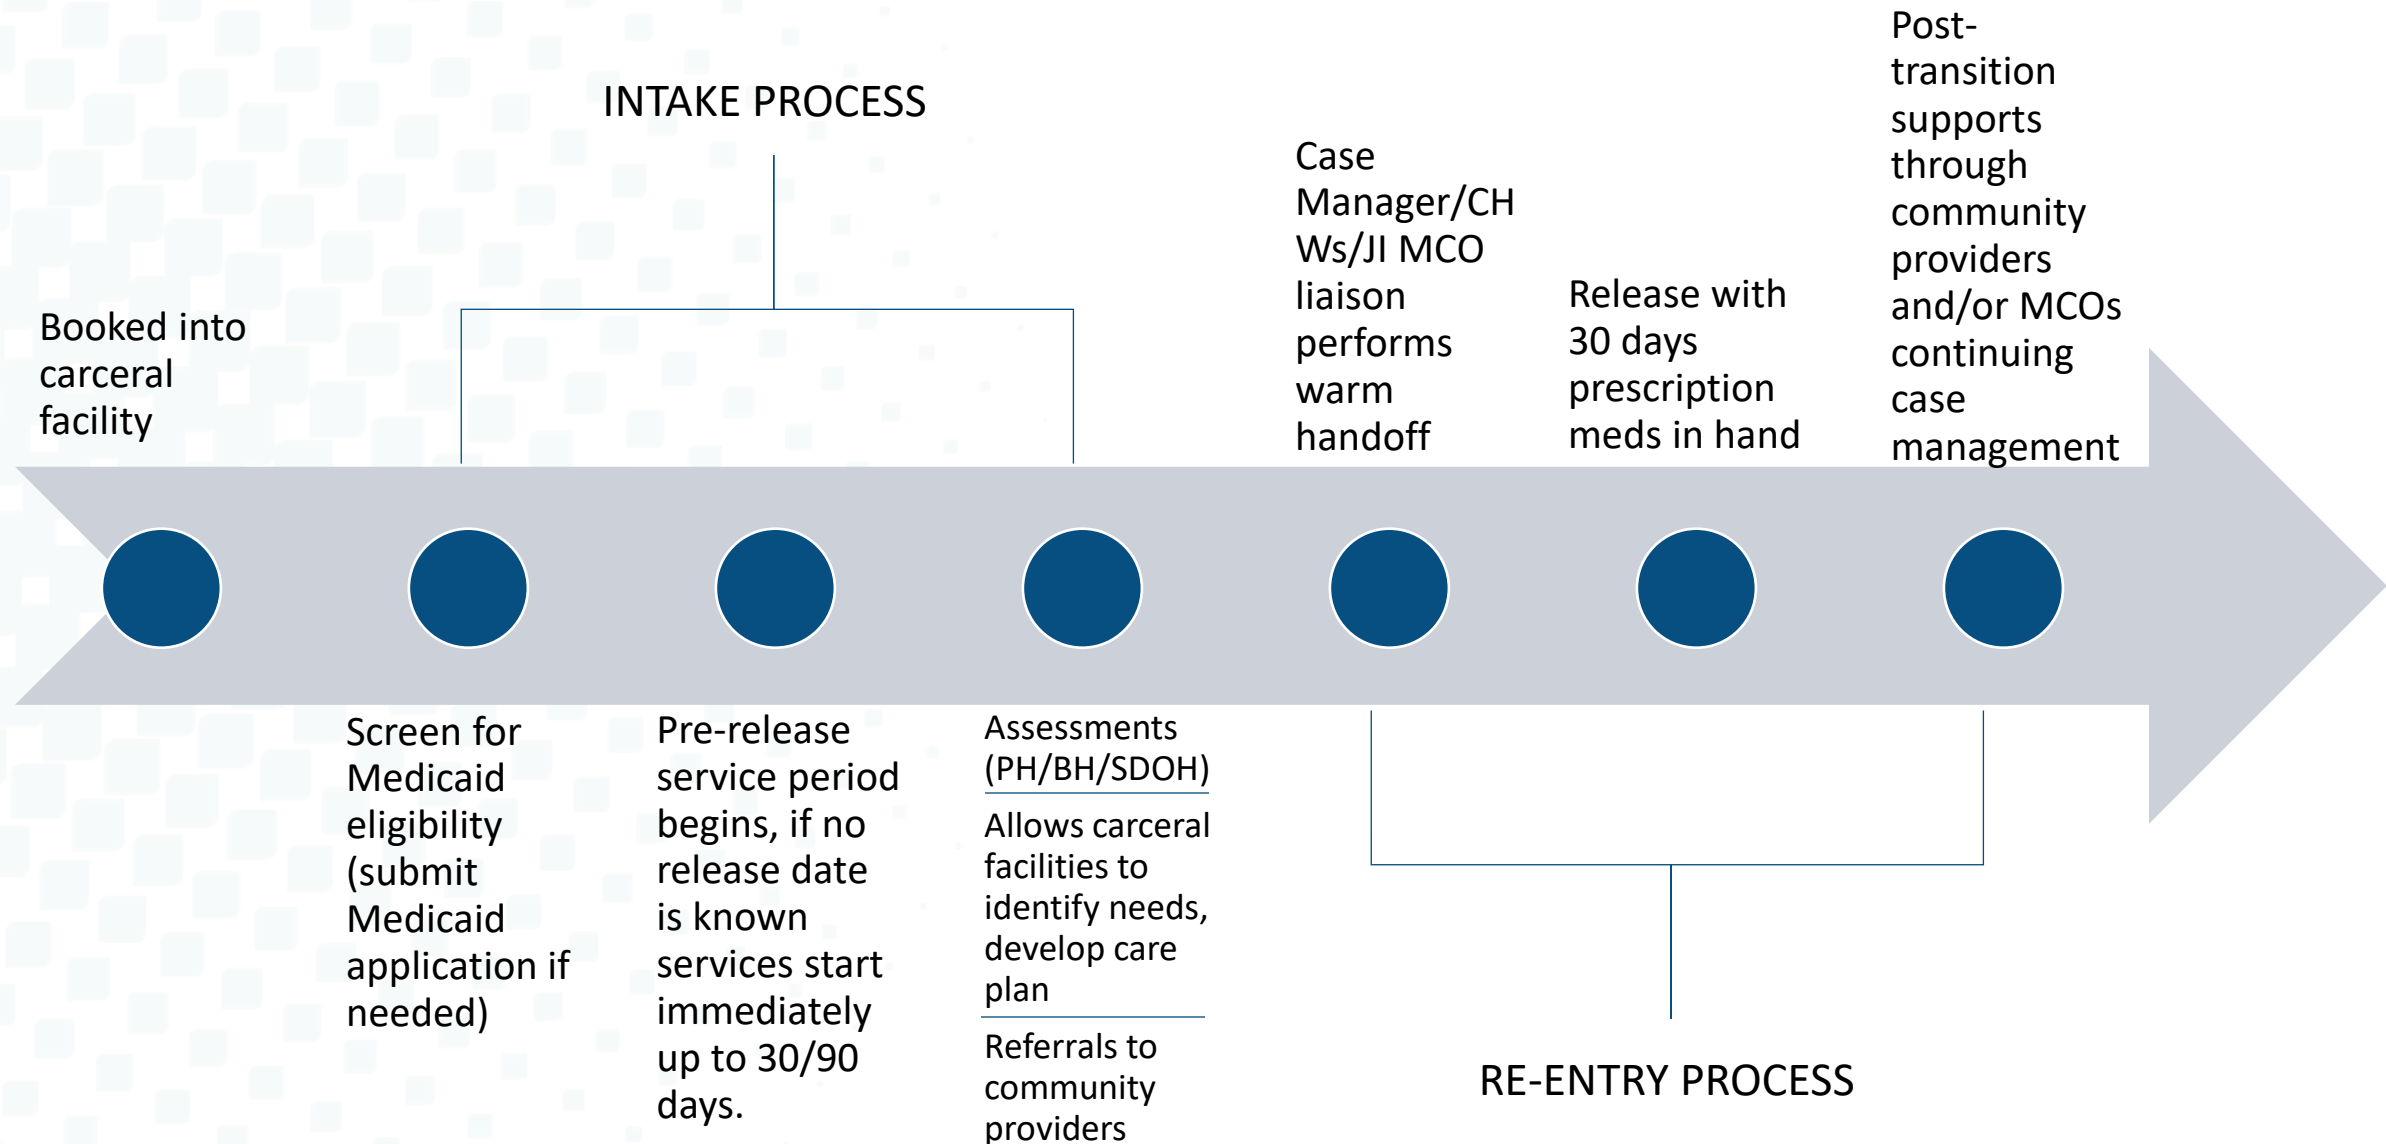 INTAKE PROCESS
Booked into
carceral
facility
Screen for
Medicaid
eligibility
(submit
Medicaid
application if
needed)
Pre-release
service period
begins, if no
release date
is known
services start
immediately
up to 30/90
days.
Assessments
(PH/BH/SDOH)
Allows carceral
facilities to
identify needs,
develop care
plan
Referrals to
community
providers
Case
Manager/CH
Ws/JI MCO
liaison
performs
warm
handoff
Release with
30 days
prescription
meds in hand
Post-
transition
supports
through
community
providers
and/or MCOs
continuing
case
management
RE-ENTRY PROCESS